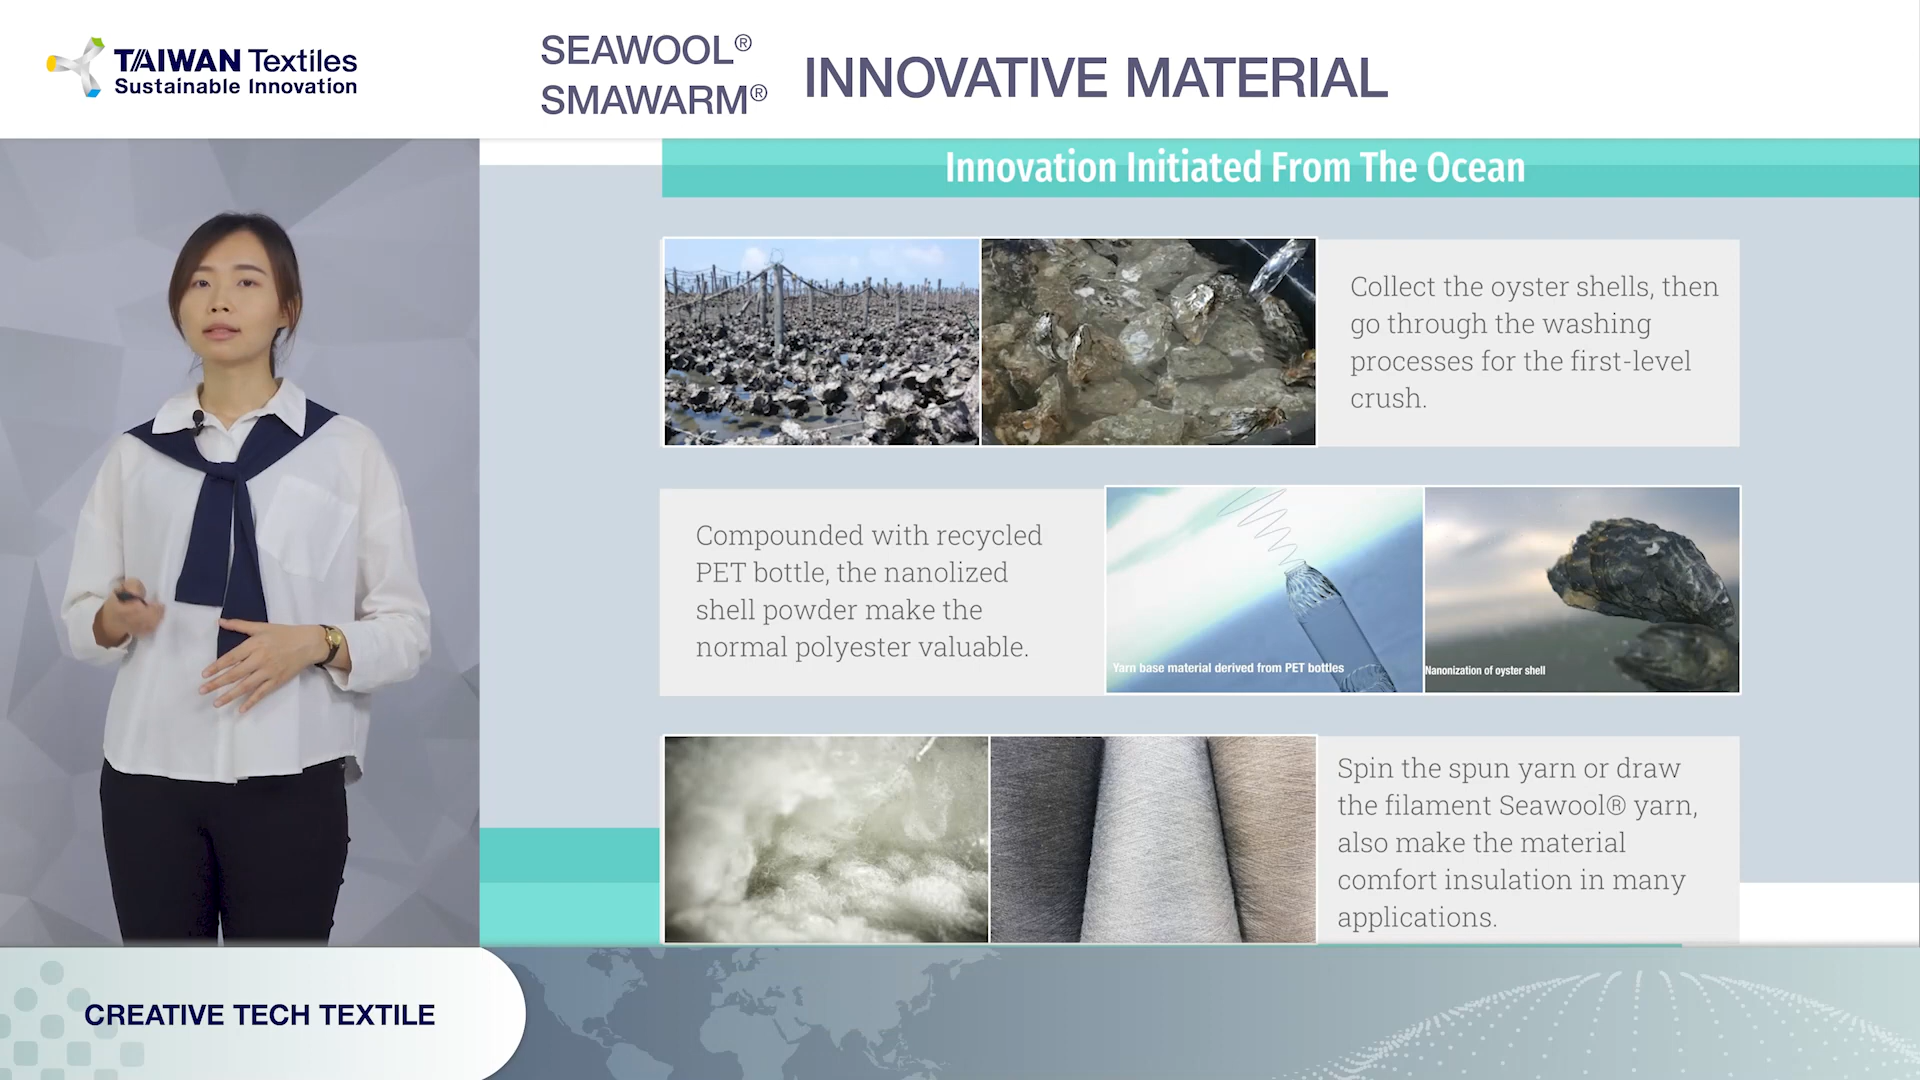 TAIWAN Textiles
Sustainable Innovation
SEAWOOL®
SMAWARM®
INNOVATIVE MATERIAL
Innovation Initiated From The Ocean
Collect the oyster shells, then
go through the washing
processes for the first-level
crush.
Compounded with recycled
PET bottle, the nanolized
shell powder make the
normal polyester valuable.
Yarn base material derived from PET bottles
Nanonization of oyster shell
Spin the spun yarn or draw
the filament Seawool® yarn,
also make the material
comfort insulation in many
applications.
CREATIVE TECH TEXTILE